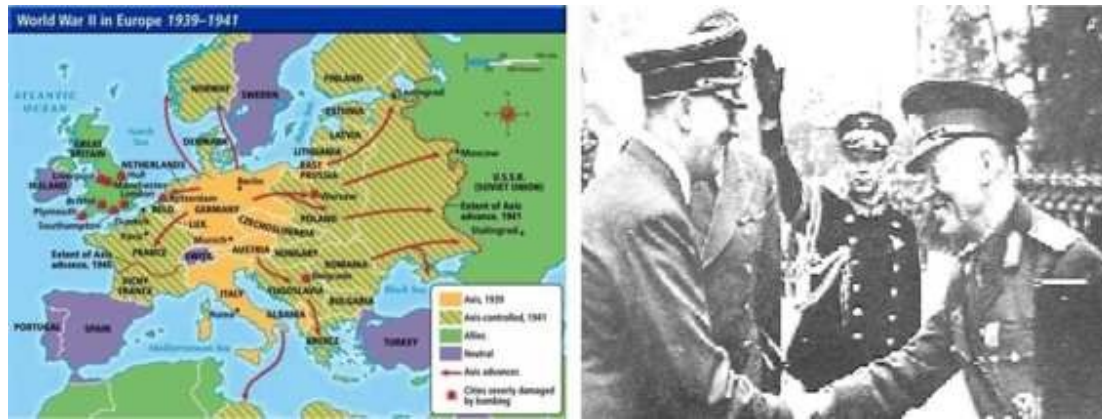 World War II in Europe 1939–1941
NORWAY
SWEDEN
FINLAND
Leningrad
ATLANTIC
OCEAN
ESTONIA
LATVIA
North
Sea
GREAT
BRITAIN
DENMARK
LITHUANIA
EAST
PRUSSIA
Moscow
IRELAND
NETHERLANDS
Hull
Liverpool
Manchester
London
Berlin
Warsaw
U.S.S.R.
(SOVIET UNION)
Bristol
Rotterdam
Plymouth
BELG.
GERMANY
POLAND
Extent of Axis
advance, 1941
Southampton
LUX.
CZECHOSLOVAKIA
Stalingrad
Paris
Munich
FRANCE
AUSTRIA
HUNGARY
Extent of Axis
advance, 1940
SWITZ.
ROMANIA
Belgrade
VICHY
FRANCE
YUGOSLAVIA
Black Sea
ITALY
BULGARIA
PORTUGAL
SPAIN
Rome
ALBANIA
GREECE
TURKEY
Mediterranean Sea
Axis, 1939
Axis-controlled, 1941
Allies
Neutral
Axis advances
Cities severly damaged
by bombing